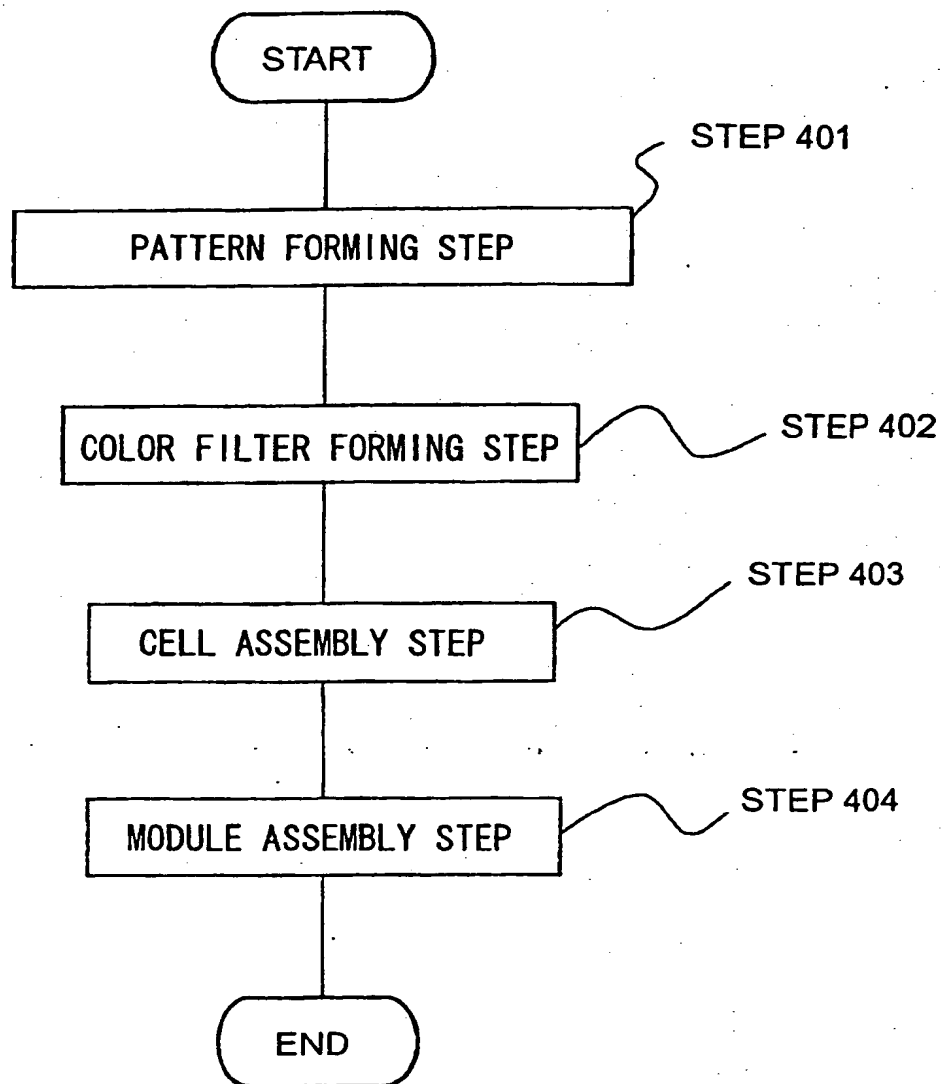 START
STEP 401
PATTERN FORMING STEP
COLOR FILTER FORMING STEP
STEP 402
STEP 403
CELL ASSEMBLY STEP
STEP 404
MODULE ASSEMBLY STEP
END